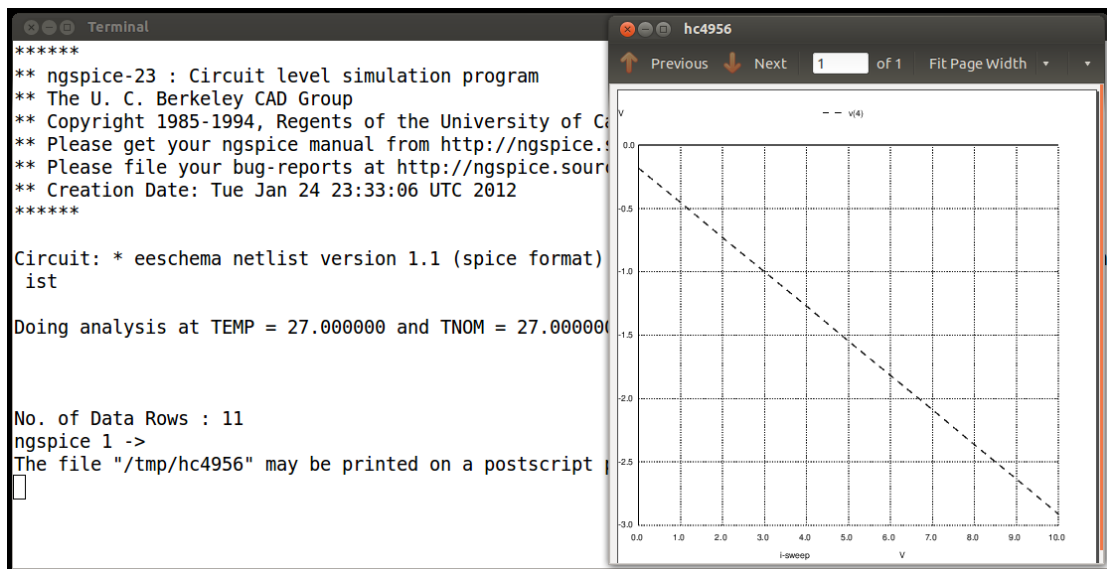 Terminal
******
** ngspice-23 : Circuit level simulation program
** The U. C. Berkeley CAD Group
** Copyright 1985-1994, Regents of the University of
** Please get your ngspice manual from http://ngspice.
** Please file your bug-reports at http://ngspice.sour
** Creation Date: Tue Jan 24 23:33:06 UTC 2012
******
Circuit: * eeschema netlist version 1.1 (spice format)
ist
Doing analysis at TEMP = 27.000000 and TNOM = 27.000000
No. of Data Rows : 11
ngspice 1 ->
The file "/tmp/hc4956" may be printed on a postscript
hc4956
Previous Next 1 of 1 Fit Page Width
V
v(4)
0.0
-0.5
-1.0
-1.5
-2.0
-2.5
-3.0
0.0 1.0 2.0 3.0 4.0 5.0 6.0 7.0 8.0 9.0 10.0
i-sweep V